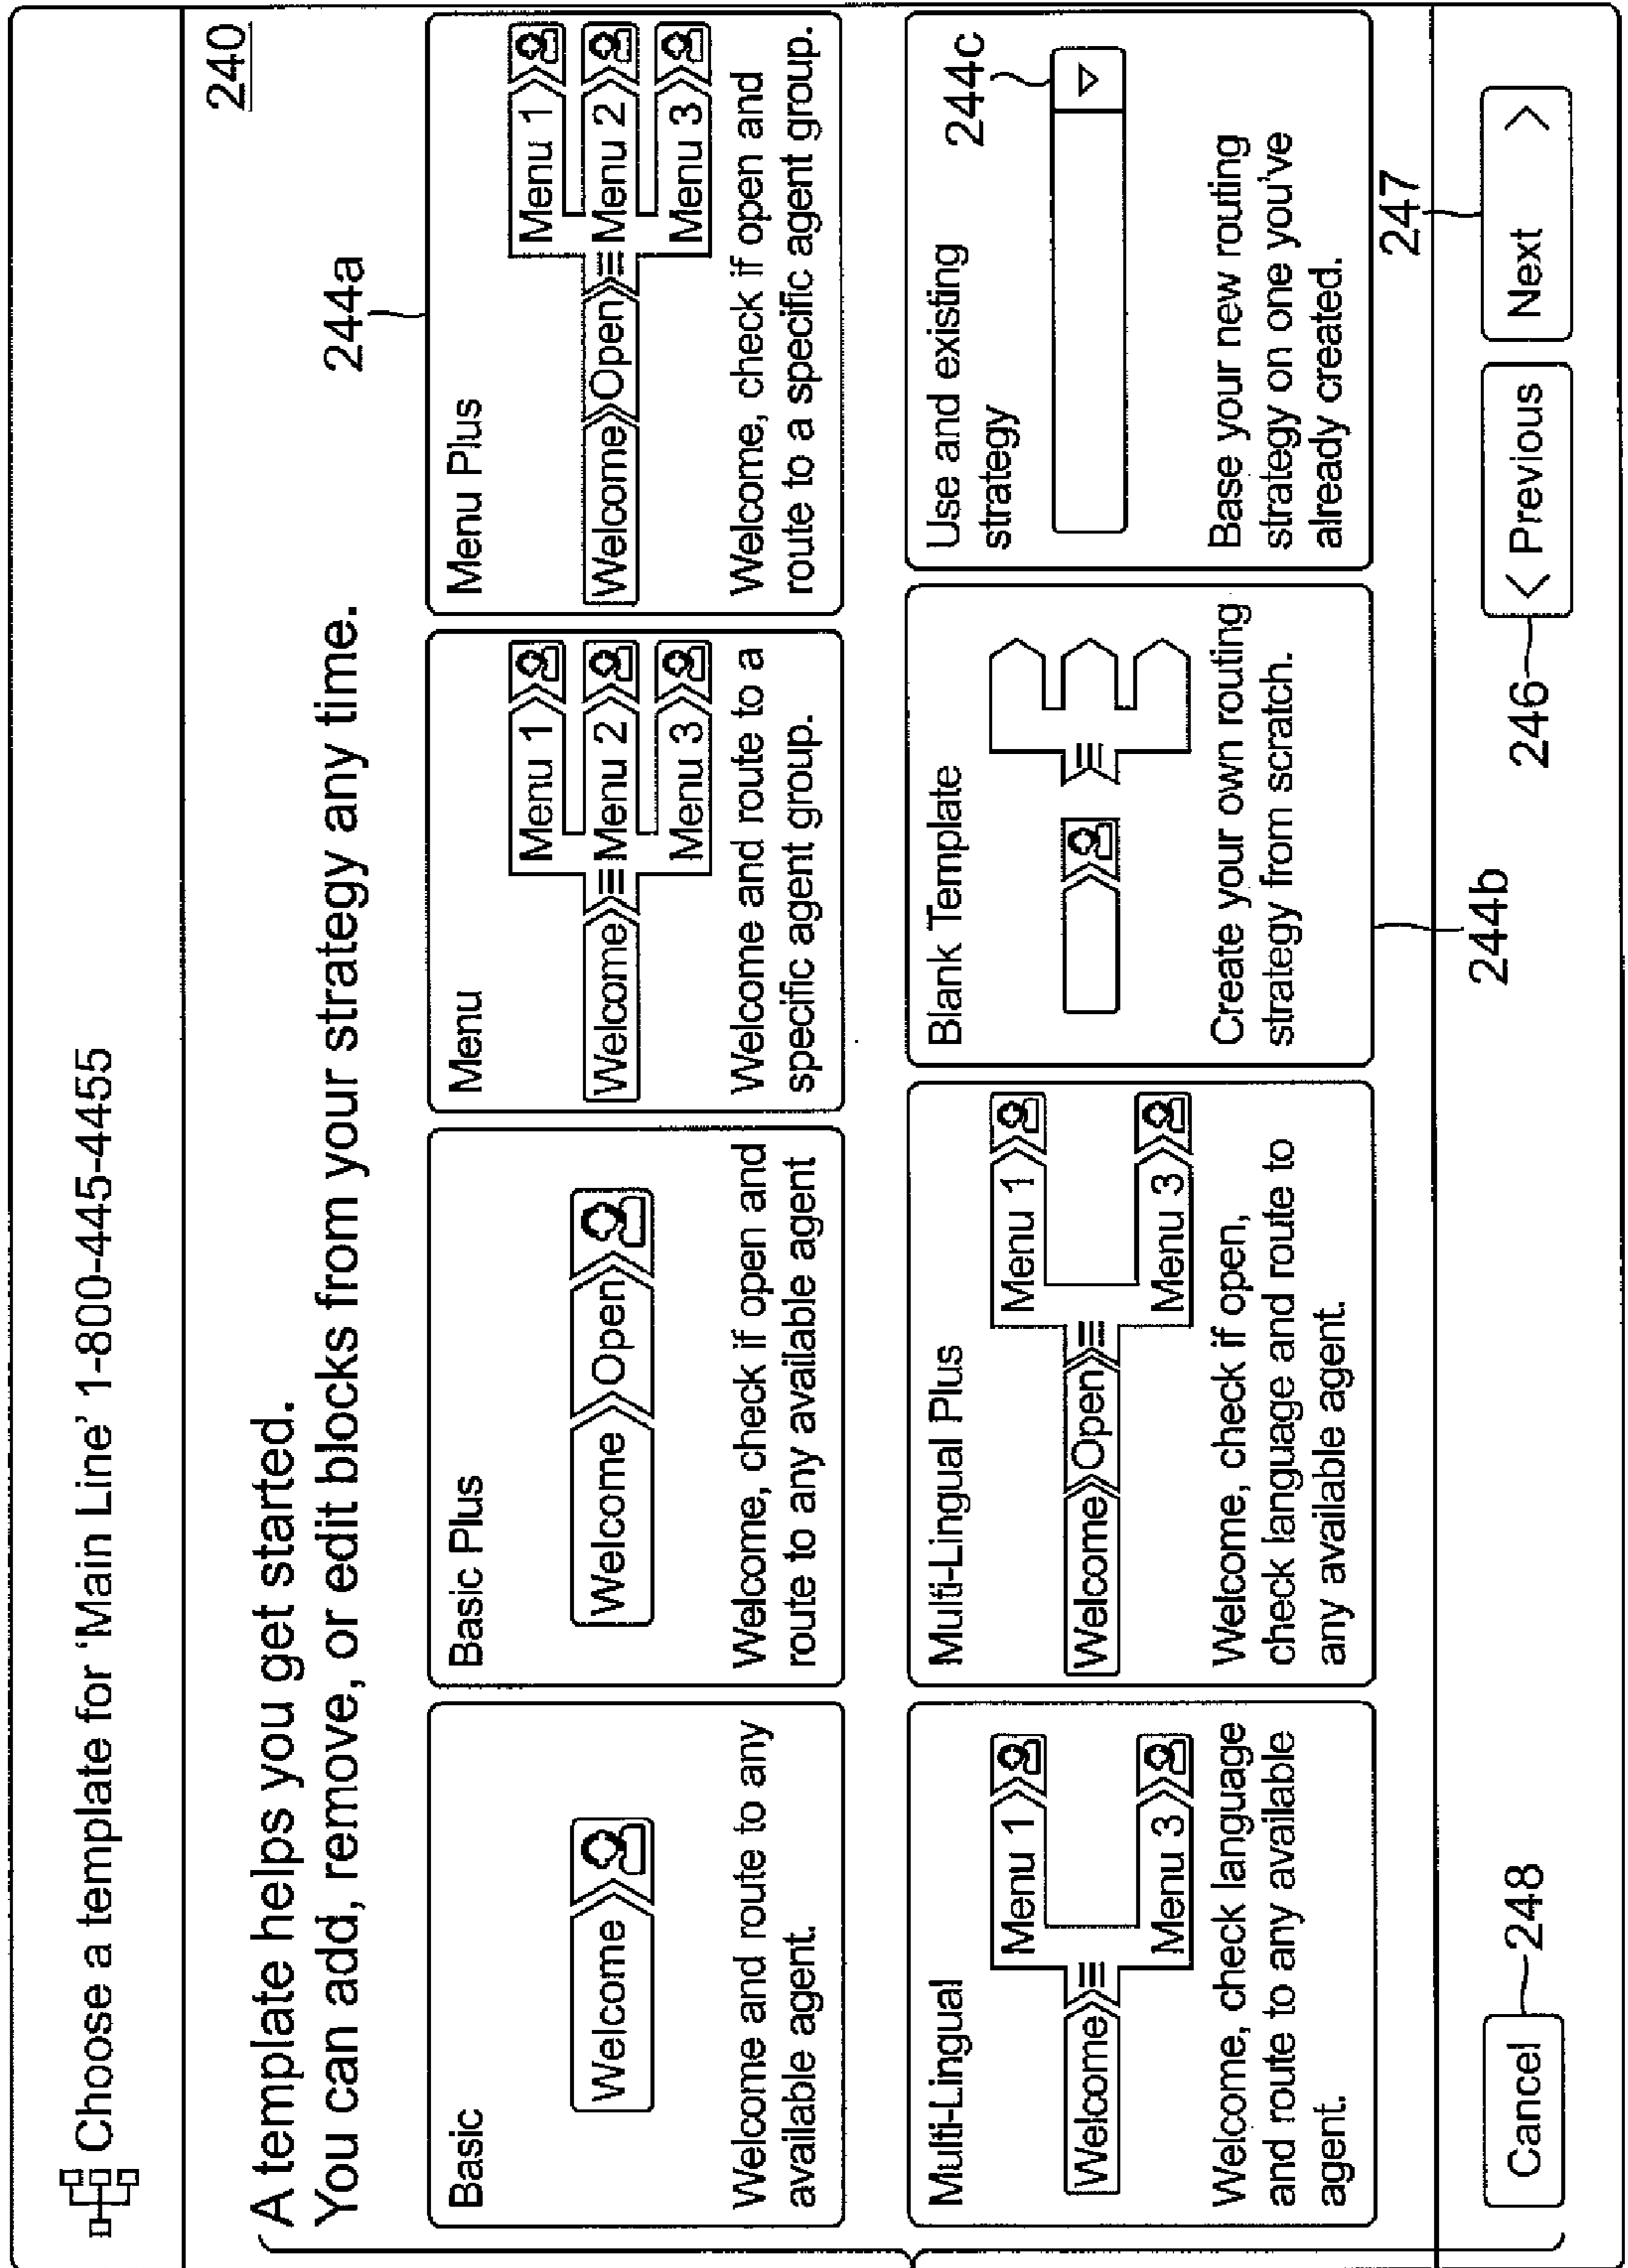 Choose a template for 'Main Line' 1-800-445-4455
240
A template helps you get started.
You can add, remove, or edit blocks from your strategy any time.
244a
Basic
Welcome
Welcome and route to any
available agent.
Basic Plus
Welcome Open
Welcome, check if open and
route to any available agent
Menu
Menu 1
Welcome Menu 2
Menu 3
Welcome and route to a
specific agent group.
Menu Plus
Menu 1
Welcome Open Menu 2
Menu 3
Welcome, check if open and
route to a specific agent group.
Multi-Lingual
Menu 1
Welcome
Menu 3
Welcome, check language
and route to any available
agent.
Multi-Lingual Plus
Menu 1
Welcome Open
Menu 3
Welcome, check if open,
check language and route to
any available agent.
Blank Template
Create your own routing
strategy from scratch.
244b
Use and existing
strategy
244c
Base your new routing
strategy on one you've
already created.
Cancel
248
246
< Previous
247
Next >